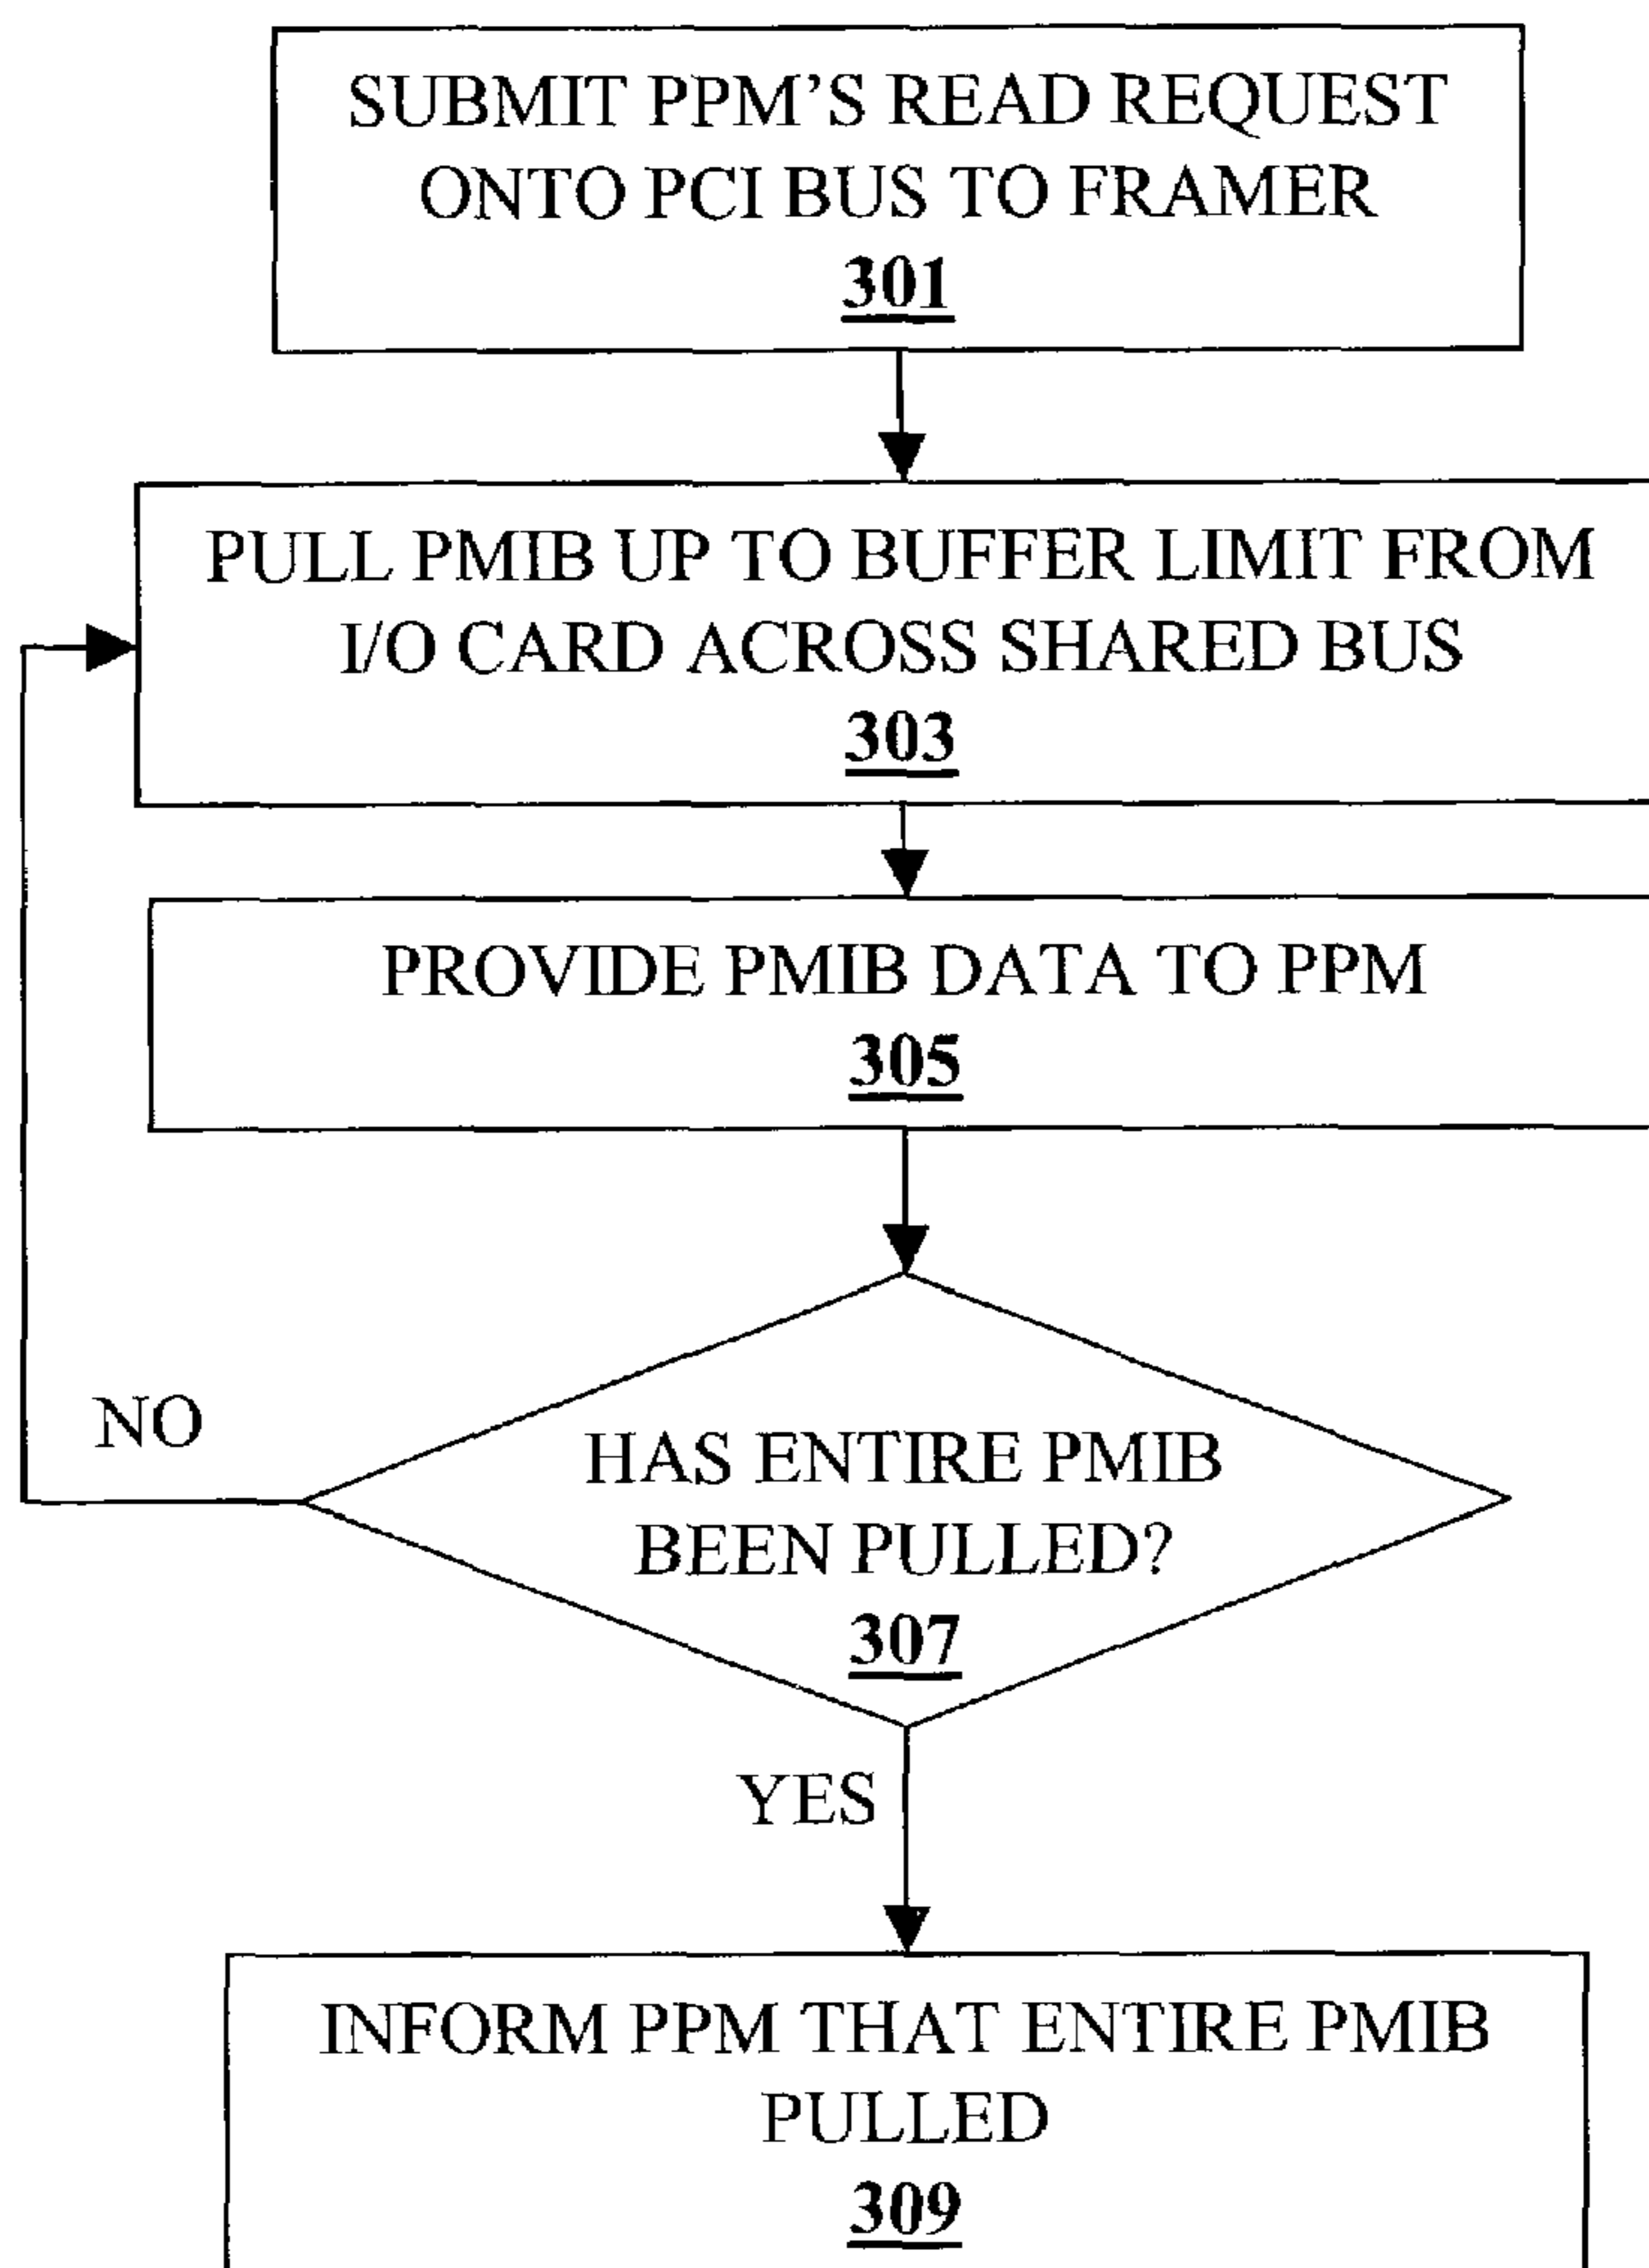 SUBMIT PPM'S READ REQUEST
ONTO PCI BUS TO FRAMER
301
PULL PMIB UP TO BUFFER LIMIT FROM
I/O CARD ACROSS SHARED BUS
303
PROVIDE PMIB DATA TO PPM
305
HAS ENTIRE PMIB
BEEN PULLED?
307
NO
YES
INFORM PPM THAT ENTIRE PMIB
PULLED
309